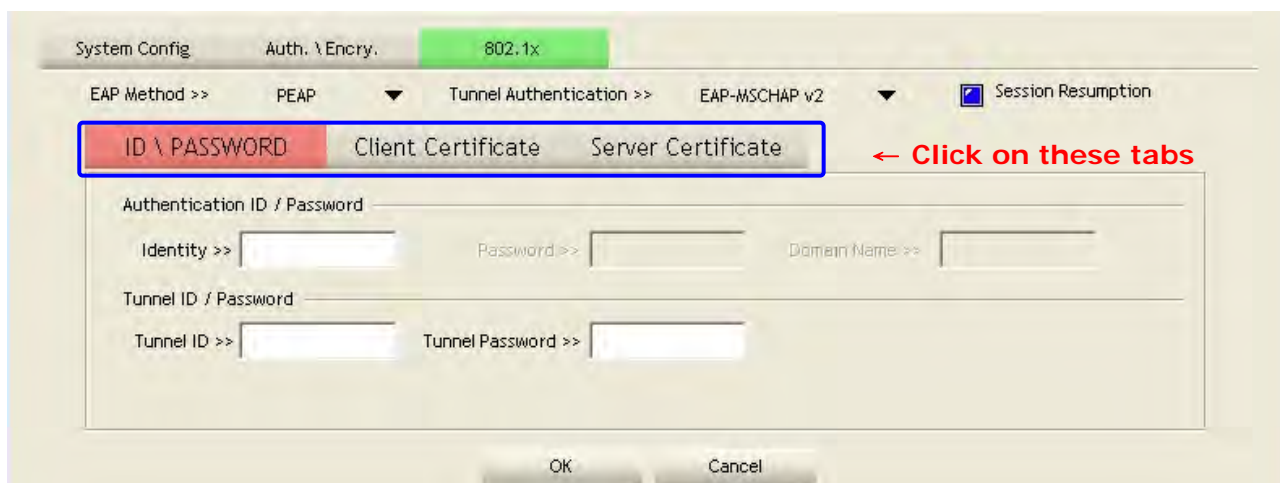 System Config Auth. \ Encry. 802.1x
EAP Method >> PEAP Tunnel Authentication >> EAP-MSCHAP v2 Session Resumption
ID \ PASSWORD Client Certificate Server Certificate ← Click on these tabs
Authentication ID / Password
Identity >> Password >> Domain Name >>
Tunnel ID / Password
Tunnel ID >> Tunnel Password >>
OK Cancel